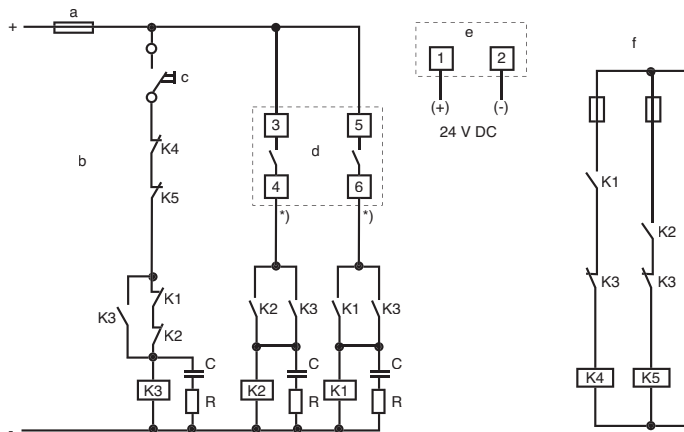 a
+
e
f
1
2
c
(+)
(-)
3
5
24 V DC
K4
d
b
K1
4
6
K5
*)
*)
K2
K3
K3
K1
K3
K2
K3
K1
K3
K2
C
C
C
K4
K5
K3
K2
K1
R
R
R
-